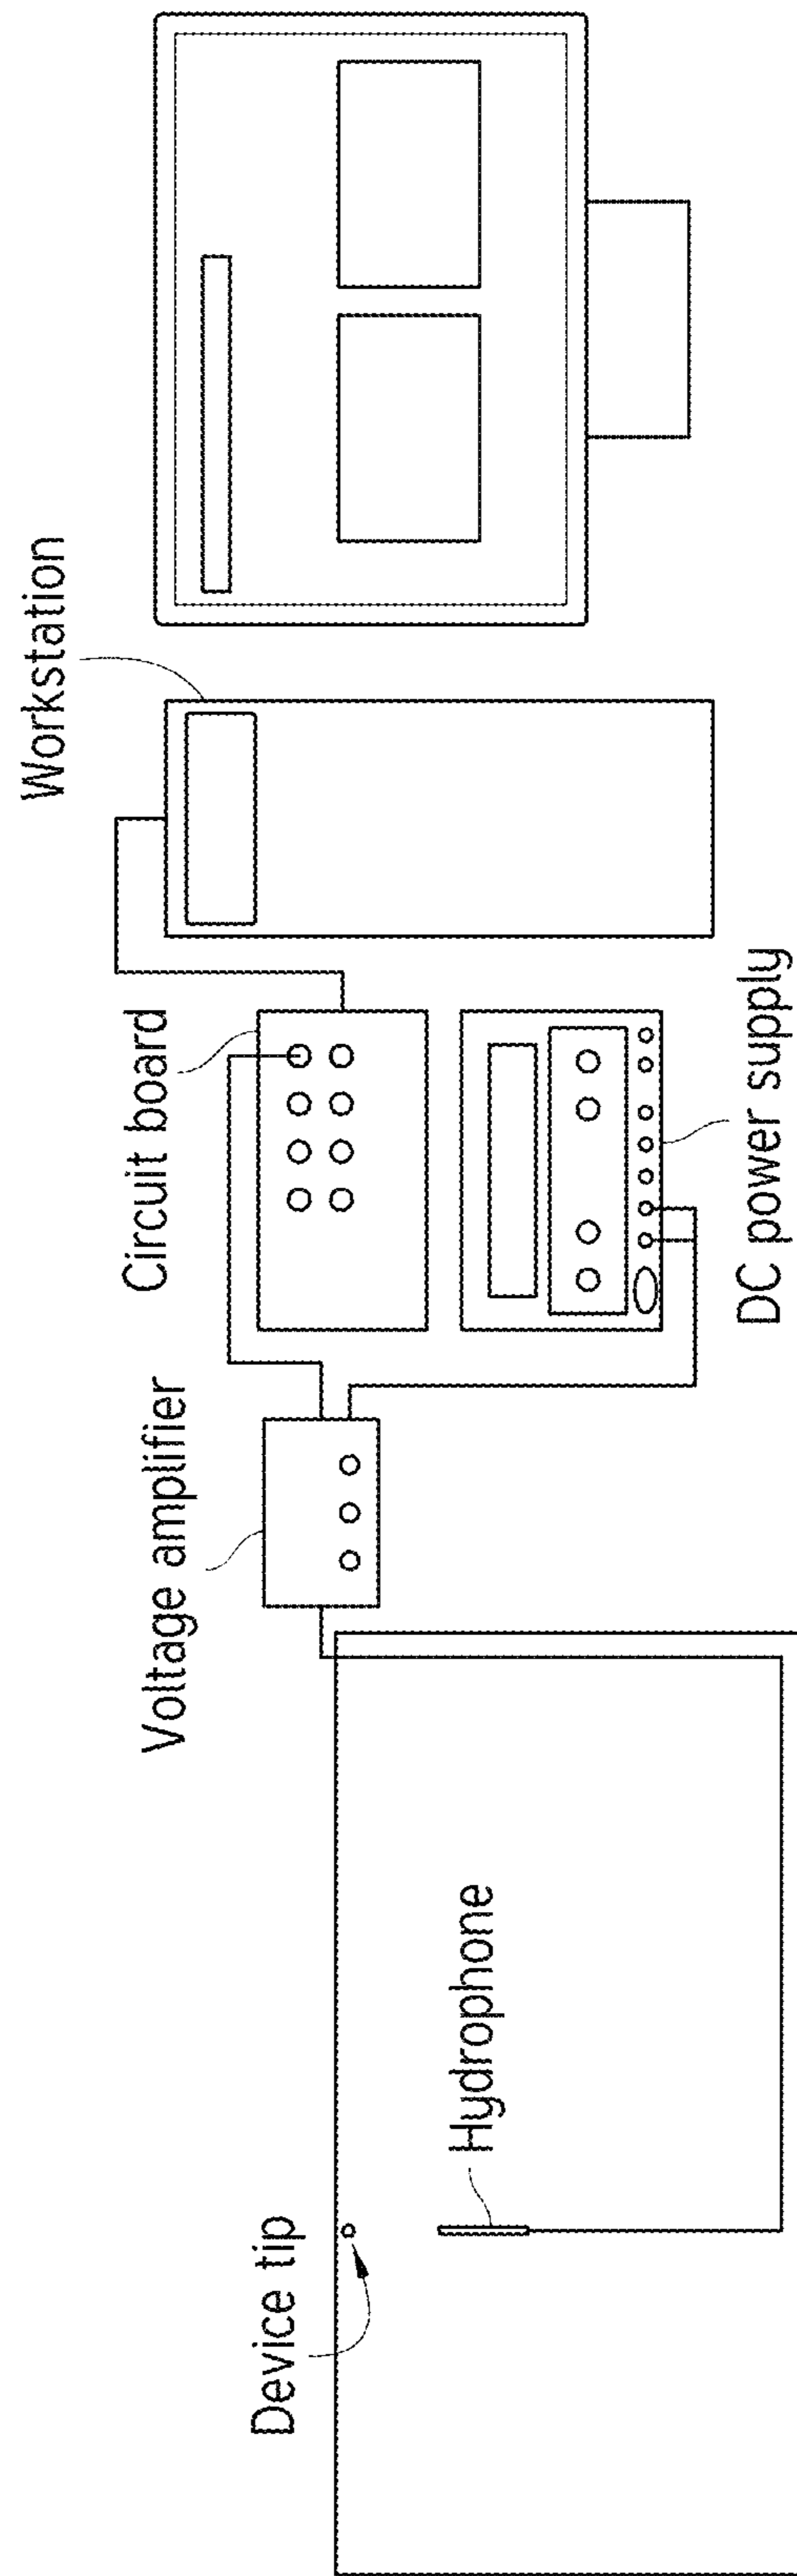 Device tip
Hydrophone
Voltage amplifier
Circuit board
DC power supply
Workstation